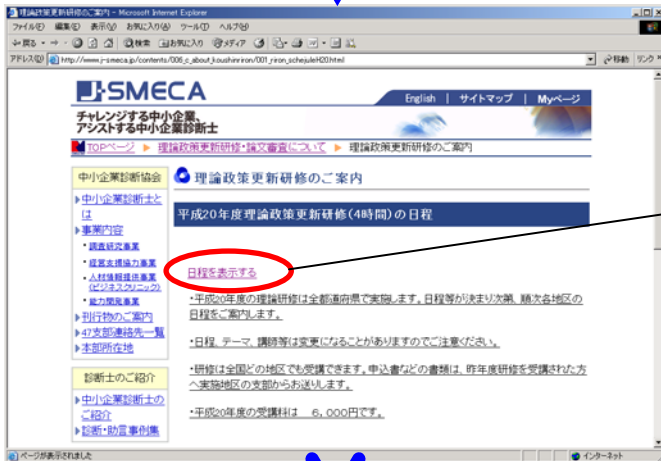 理論政策更新研修のご案内 - Microsoft Internet Explorer
ファイル(F) 編集(E) 表示(V) お気に入り(A) ツール(T) ヘルプ(H)
戻る 検索 お気に入り メディア
アドレス(D) http://www.j-smeca.jp/contents/006_c_about_koushinriron/001_riron_schejuleH20.html 移動 リンク
J-SMECA
English | サイトマップ | Myページ
チャレンジする中小企業、
アシストする中小企業診断士
TOPページ ▶ 理論政策更新研修・論文審査について ▶ 理論政策更新研修のご案内
中小企業診断協会
中小企業診断士と
は
事業内容
・調査研究事業
・経営支援協力事業
・人材情報提供事業
(ビジネスクリニック)
・能力開発事業
刊行物のご案内
47支部連絡先一覧
本部所在地
診断士のご紹介
中小企業診断士の
ご紹介
診断・助言事例集
理論政策更新研修のご案内
平成20年度理論政策更新研修(4時間)の日程
日程を表示する
・平成20年度の理論研修は全都道府県で実施します。日程等が決まり次第、順次各地区の
日程をご案内します。
・日程、テーマ、講師等は変更になることがありますのでご注意ください。
・研修は全国どの地区でも受講できます。申込書などの書類は、昨年度研修を受講された方
へ実施地区の支部からお送りします。
・平成20年度の受講料は 6,000円です。
ページが表示されました
インターネット